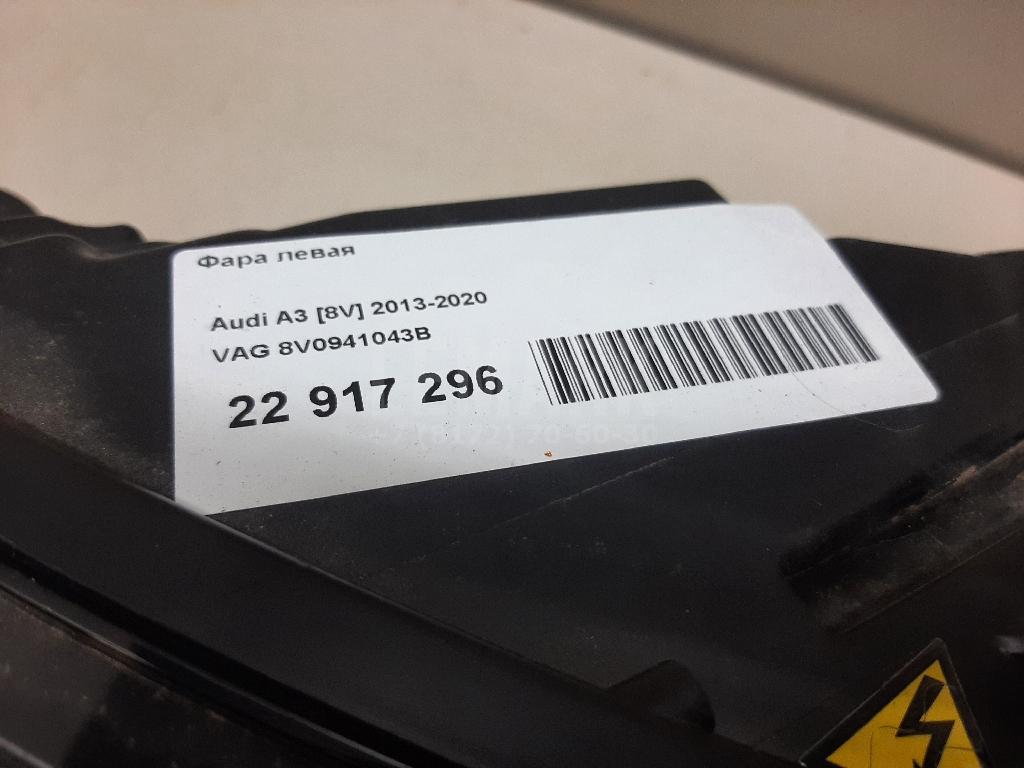 Фара левая
Audi A3 [8V] 2013-2020
VAG 8V0941043B
22 917 296